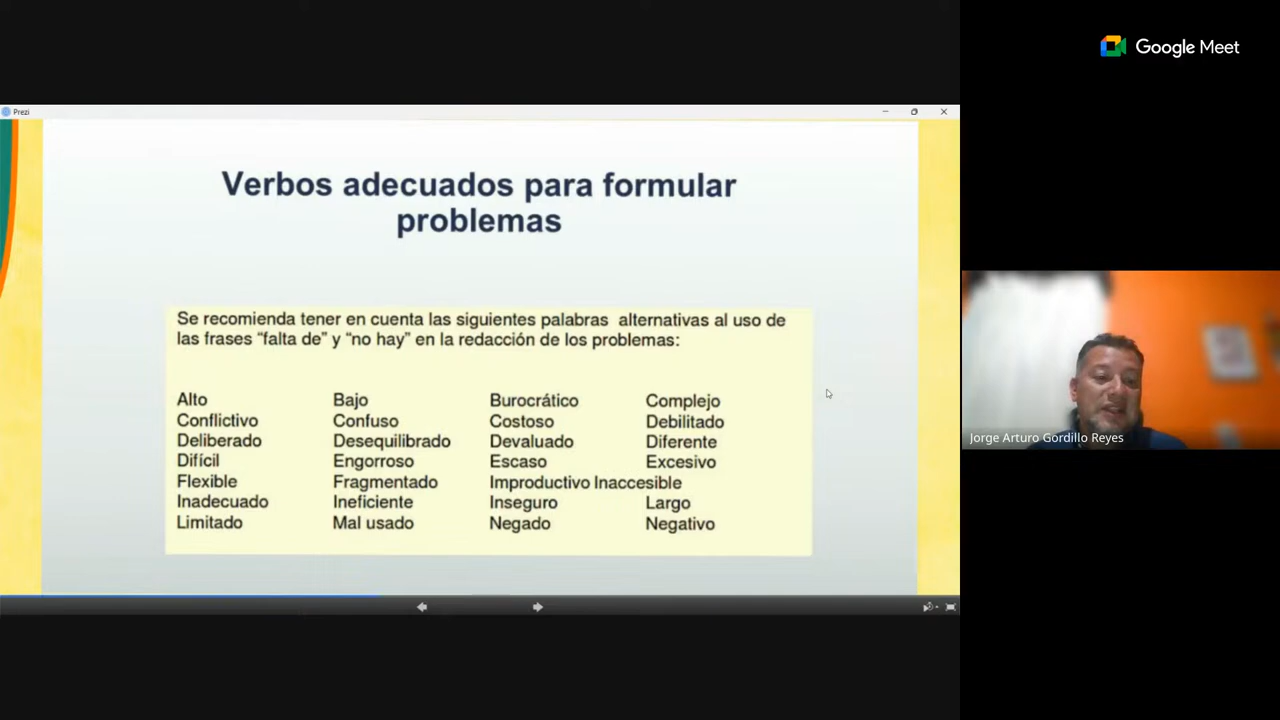 Google Meet
Prezi
Verbos adecuados para formular
problemas
Se recomienda tener en cuenta las siguientes palabras alternativas al uso de
las frases “falta de” y “no hay” en la redacción de los problemas:
Alto Bajo Burocrático Complejo
Conflictivo Confuso Costoso Debilitado
Deliberado Desequilibrado Devaluado Diferente
Difícil Engorroso Escaso Excesivo
Flexible Fragmentado Improductivo Inaccesible
Inadecuado Ineficiente Inseguro Largo
Limitado Mal usado Negado Negativo
Jorge Arturo Gordillo Reyes